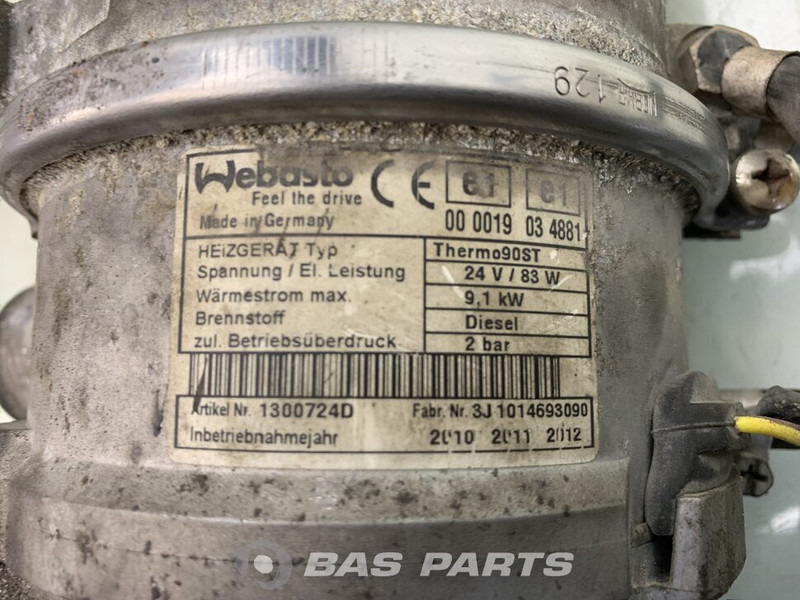 129
Webasto
Feel the drive
Made in Germany
CE e1 e1
00 0019 03 4881
HEIZGERÄT Typ Thermo90ST
Spannung / El. Leistung 24 V / 83 W
Wärmestrom max. 9,1 kW
Brennstoff Diesel
zul. Betriebsüberdruck 2 bar
Artikel Nr. 1300724D Fabr. Nr. 3J1014693090
Inbetriebnahmejahr 2010 2011 2012
BAS PARTS